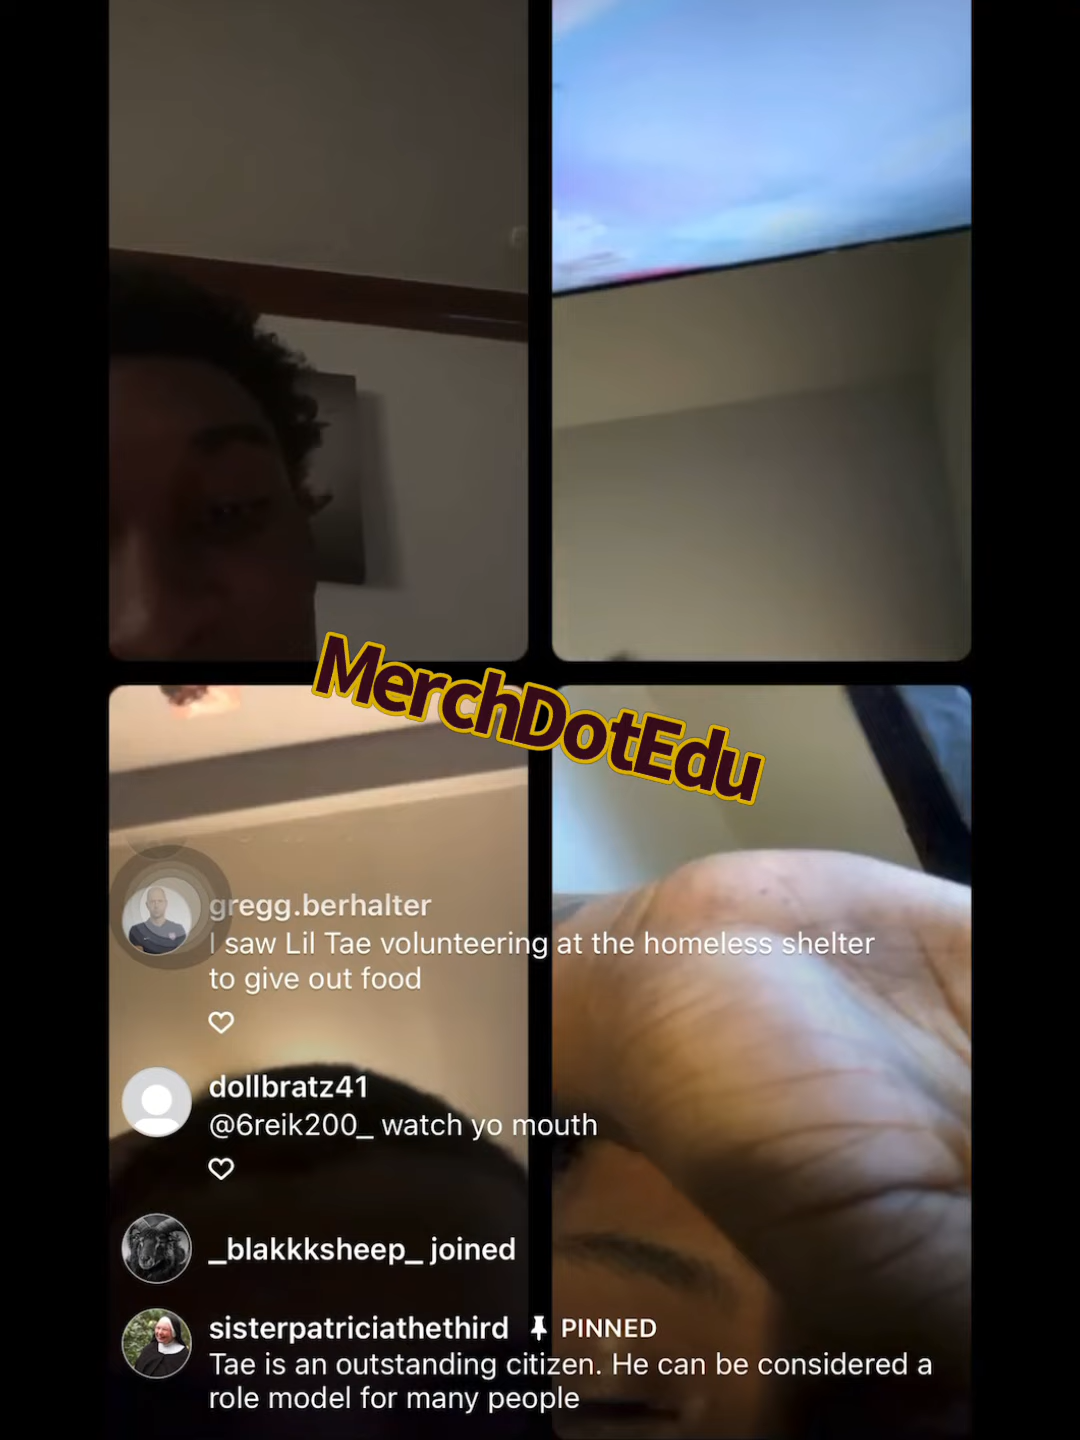 MerchDotEdu
gregg.berhalter
I saw Lil Tae volunteering at the homeless shelter
to give out food
dollbratz41
@6reik200_ watch yo mouth
_blakkksheep_ joined
sisterpatriciathethird PINNED
Tae is an outstanding citizen. He can be considered a
role model for many people